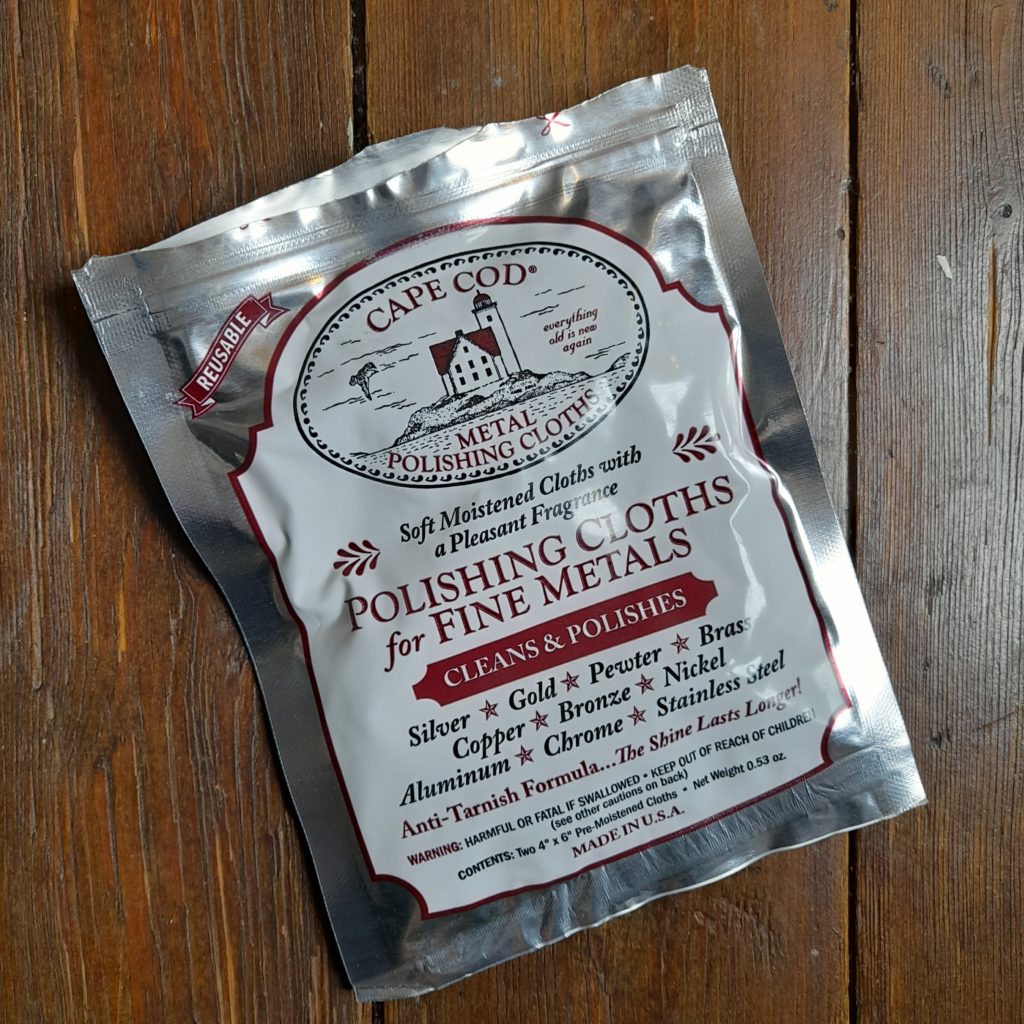 REUSABLE
CAPE COD®
everything
old is new
again
METAL
POLISHING CLOTHS
Soft Moistened Cloths with
a Pleasant Fragrance
POLISHING CLOTHS
for FINE METALS
CLEANS & POLISHES
Silver ☆ Gold ☆ Pewter ☆ Brass
Copper ☆ Bronze ☆ Nickel
Aluminum ☆ Chrome ☆ Stainless Steel
Anti-Tarnish Formula...The Shine Lasts Longer!
WARNING: HARMFUL OR FATAL IF SWALLOWED • KEEP OUT OF REACH OF CHILDREN
(see other cautions on back)
CONTENTS: Two 4" x 6" Pre-Moistened Cloths • Net Weight 0.53 oz.
MADE IN U.S.A.